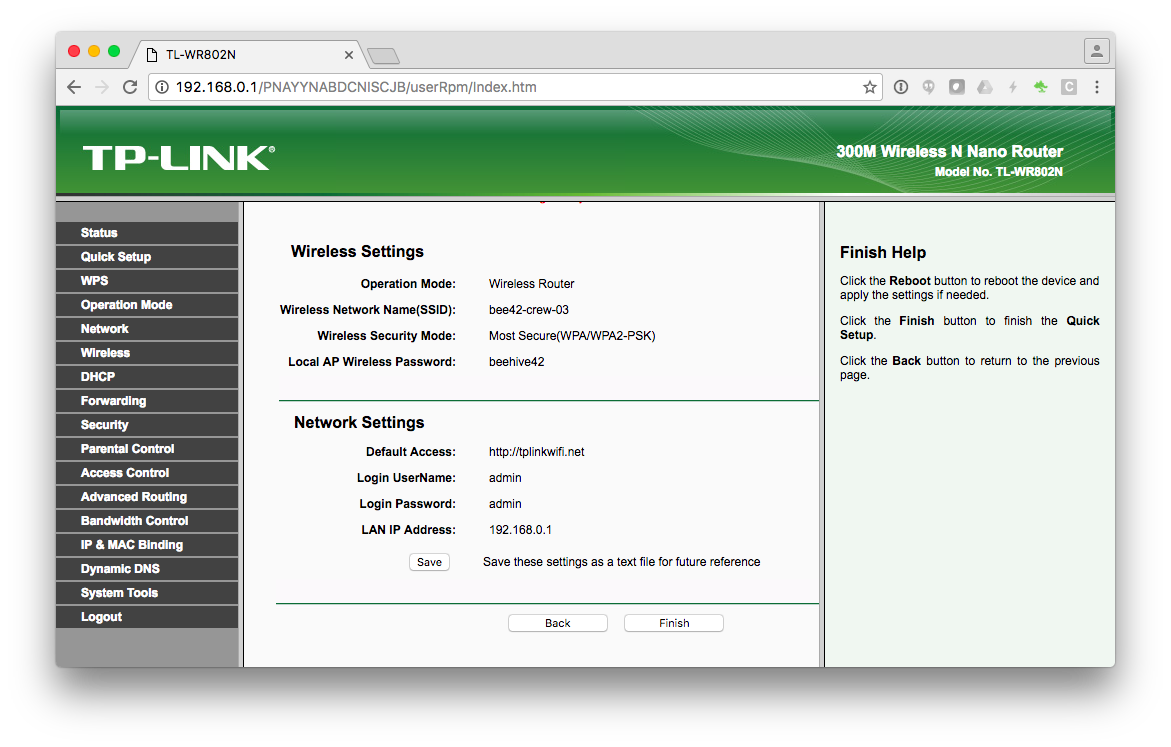 TL-WR802N
192.168.0.1/PNAYYNABDCNISCJB/userRpm/Index.htm
TP-LINK®
300M Wireless N Nano Router
Model No. TL-WR802N
Status
Quick Setup
WPS
Operation Mode
Network
Wireless
DHCP
Forwarding
Security
Parental Control
Access Control
Advanced Routing
Bandwidth Control
IP & MAC Binding
Dynamic DNS
System Tools
Logout
Wireless Settings
Operation Mode: Wireless Router
Wireless Network Name(SSID): bee42-crew-03
Wireless Security Mode: Most Secure(WPA/WPA2-PSK)
Local AP Wireless Password: beehive42
Network Settings
Default Access: http://tplinkwifi.net
Login UserName: admin
Login Password: admin
LAN IP Address: 192.168.0.1
Save Save these settings as a text file for future reference
Back Finish
Finish Help
Click the Reboot button to reboot the device and
apply the settings if needed.
Click the Finish button to finish the Quick
Setup.
Click the Back button to return to the previous
page.